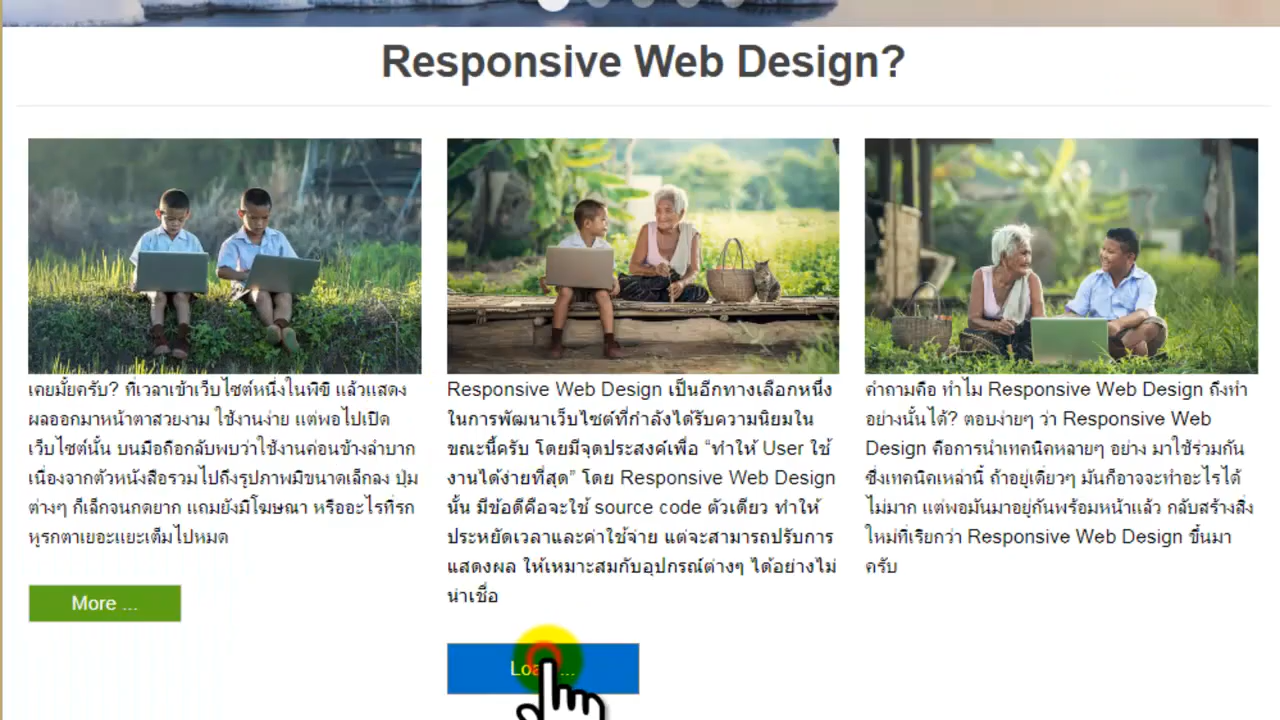 Responsive Web Design?
เคยมั้ยครับ? ที่เวลาเข้าเว็บไซต์หนึ่งในพีซี แล้วแสดง
ผลออกมาหน้าตาสวยงาม ใช้งานง่าย แต่พอไปเปิด
เว็บไซต์นั้น บนมือถือกลับพบว่าใช้งานค่อนข้างลำบาก
เนื่องจากตัวหนังสือรวมไปถึงรูปภาพมีขนาดเล็กลง ปุ่ม
ต่างๆ ก็เล็กจนกดยาก แถมยังมีโฆษณา หรืออะไรที่รก
หูรกตาเยอะแยะเต็มไปหมด
More ...
Responsive Web Design เป็นอีกทางเลือกหนึ่ง
ในการพัฒนาเว็บไซต์ที่กำลังได้รับความนิยมใน
ขณะนี้ครับ โดยมีจุดประสงค์เพื่อ “ทำให้ User ใช้
งานได้ง่ายที่สุด” โดย Responsive Web Design
นั้น มีข้อดีคือจะใช้ source code ตัวเดียว ทำให้
ประหยัดเวลาและค่าใช้จ่าย แต่จะสามารถปรับการ
แสดงผล ให้เหมาะสมกับอุปกรณ์ต่างๆ ได้อย่างไม่
น่าเชื่อ
คำถามคือ ทำไม Responsive Web Design ถึงทำ
อย่างนั้นได้? ตอบง่ายๆ ว่า Responsive Web
Design คือการนำเทคนิคหลายๆ อย่าง มาใช้ร่วมกัน
ซึ่งเทคนิคเหล่านี้ ถ้าอยู่เดี่ยวๆ มันก็อาจจะทำอะไรได้
ไม่มาก แต่พอมันมาอยู่กันพร้อมหน้าแล้ว กลับสร้างสิ่ง
ใหม่ที่เรียกว่า Responsive Web Design ขึ้นมา
ครับ